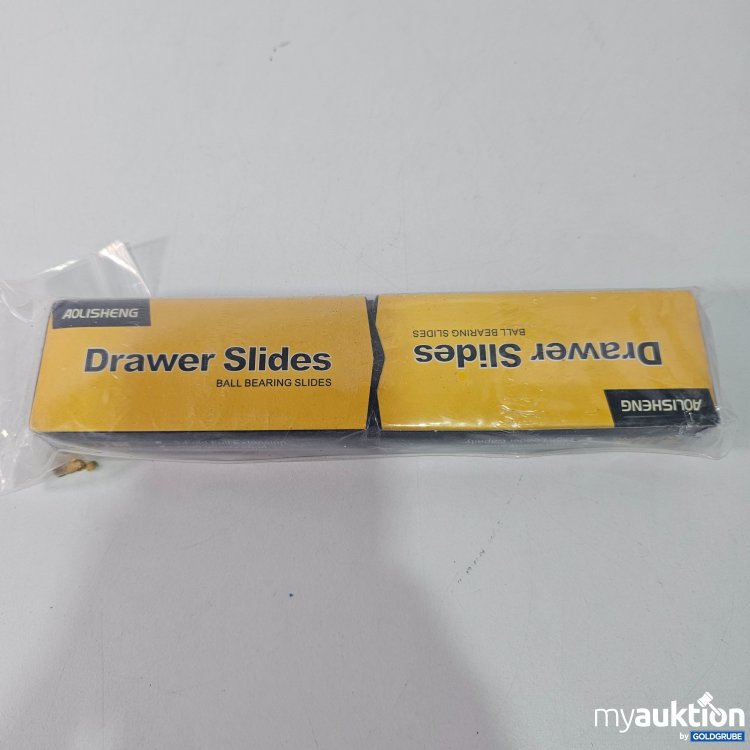 AOLISHENG
Drawer Slides
BALL BEARING SLIDES
Drawer Slides
BALL BEARING SLIDES
AOLISHENG
myauktion
by GOLDGRUBE